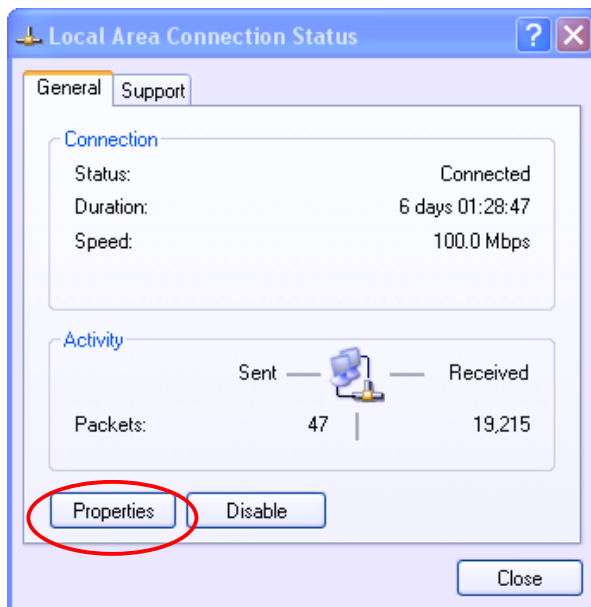 Local Area Connection Status ?
General Support
Connection
Status: Connected
Duration: 6 days 01:28:47
Speed: 100.0 Mbps
Activity
Sent Received
Packets: 47 19,215
Properties Disable
Close